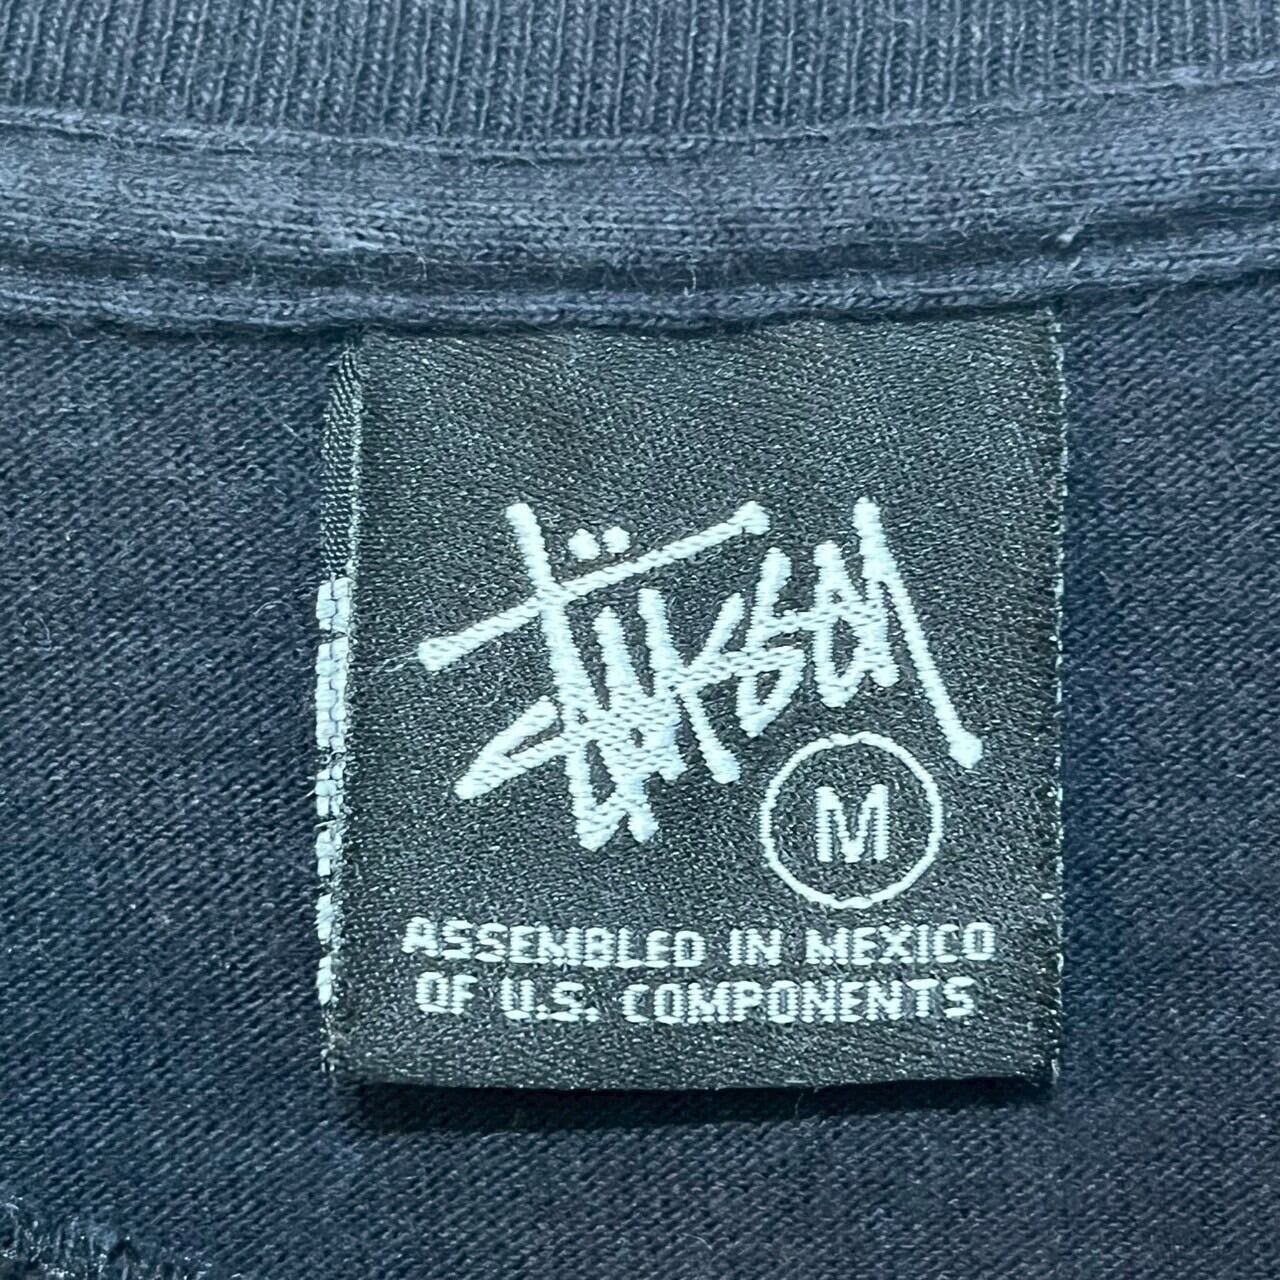 Stüssy
M
ASSEMBLED IN MEXICO
OF U.S. COMPONENTS